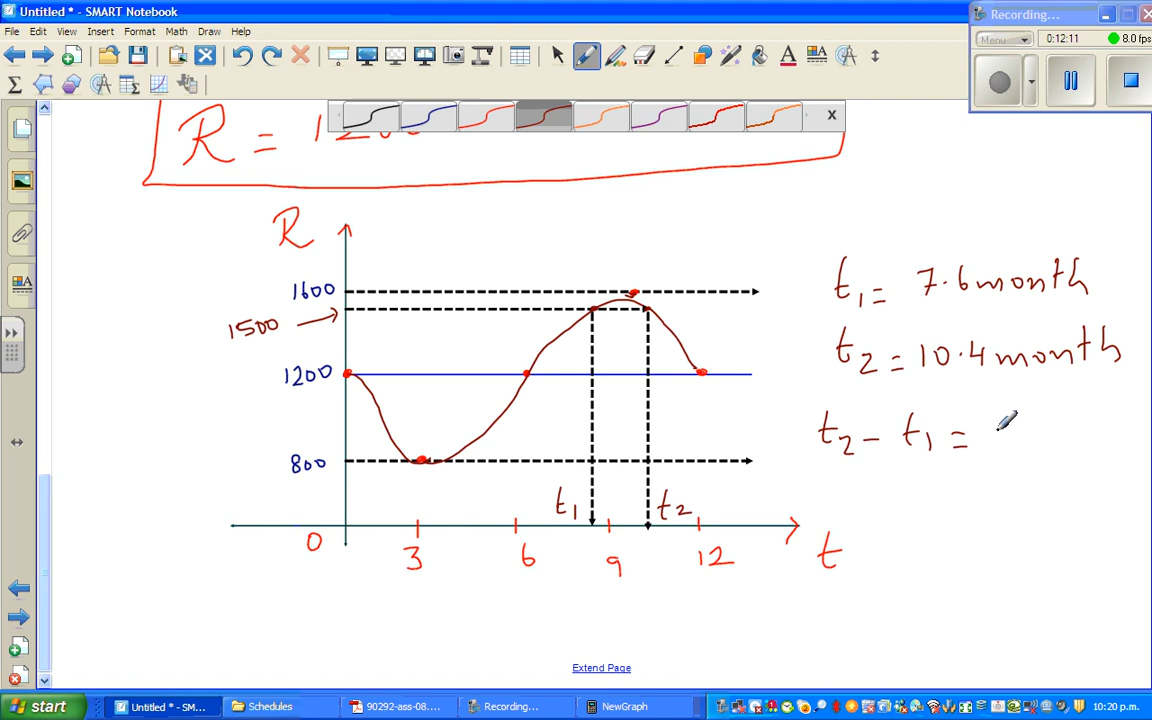 Untitled * - SMART Notebook
Recording...
File Edit View Insert Format Math Draw Help
Menu
0:12:11
8.0 fps
R =
R
1600
1500
1200
800
0
3
6
9
12
t
t1
t2
t1 = 7.6 month
t2 = 10.4 month
t2 - t1 =
Extend Page
start
Untitled * - SM...
Schedules
90292-ass-08....
Recording...
NewGraph
10:20 p.m.